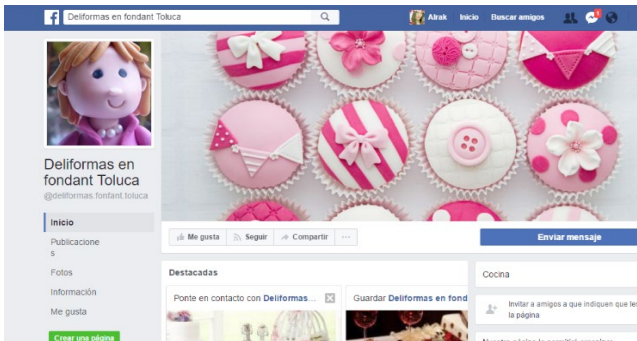 Deliformas en fondant Toluca
Alrak
Inicio
Buscar amigos
Deliformas en
fondant Toluca
@deliformas.fonfant.toluca
Inicio
Publicacione
s
Fotos
Información
Me gusta
Crear una página
Me gusta
Seguir
Compartir
Enviar mensaje
Destacadas
Ponte en contacto con Deliformas...
Guardar Deliformas en fond
Cocina
Invitar a amigos a que indiquen que les
la página